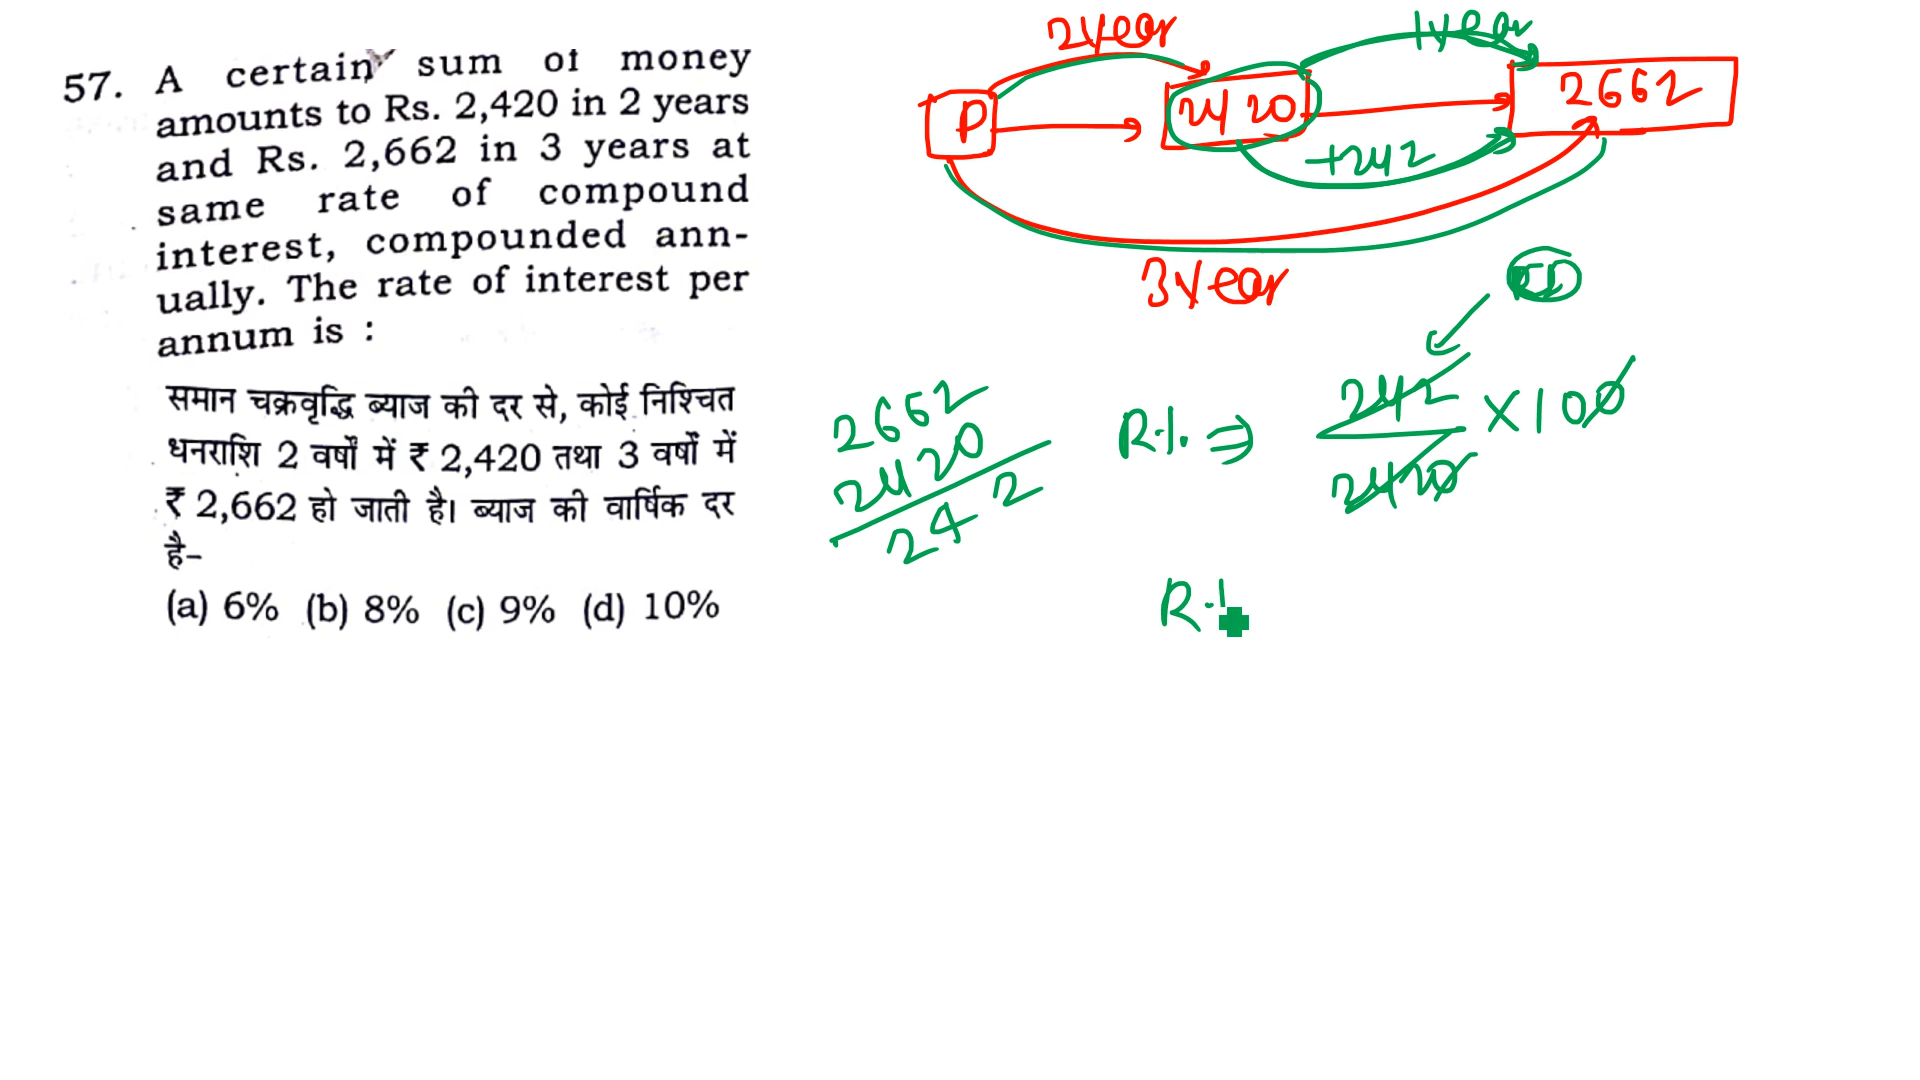 57. A certain sum of money
amounts to Rs. 2,420 in 2 years
and Rs. 2,662 in 3 years at
same rate of compound
interest, compounded ann-
ually. The rate of interest per
annum is :
समान चक्रवृद्धि ब्याज की दर से, कोई निश्चित
धनराशि 2 वर्षों में ₹ 2,420 तथा 3 वर्षों में
₹ 2,662 हो जाती है। ब्याज की वार्षिक दर
है–
(a) 6% (b) 8% (c) 9% (d) 10%
2year
1year
P 2420 2662
+242
3year
2662
2420
242
R% ⇒ 242/2420 × 100
R%